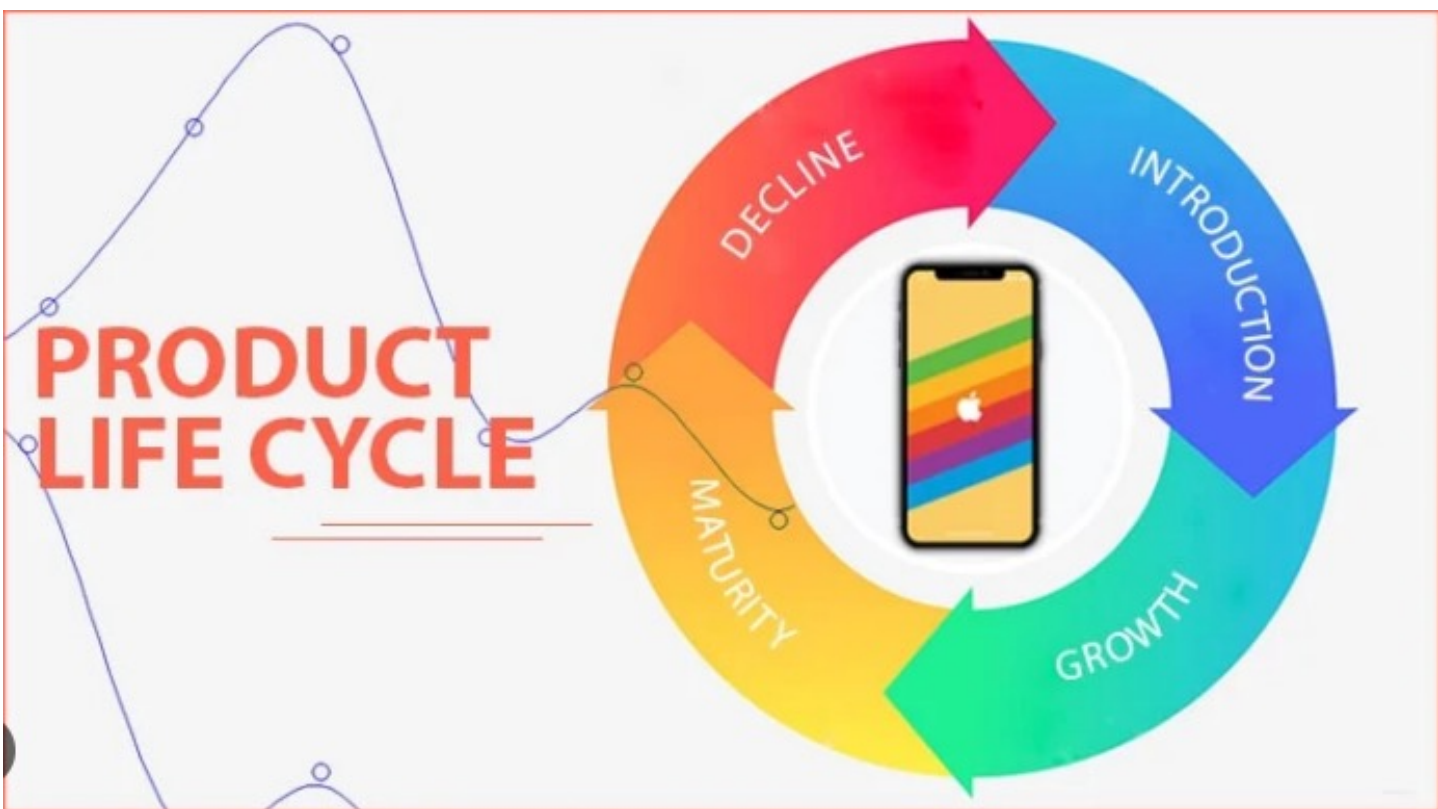 PRODUCT
LIFE CYCLE
DECLINE
INTRODUCTION
GROWTH
MATURITY